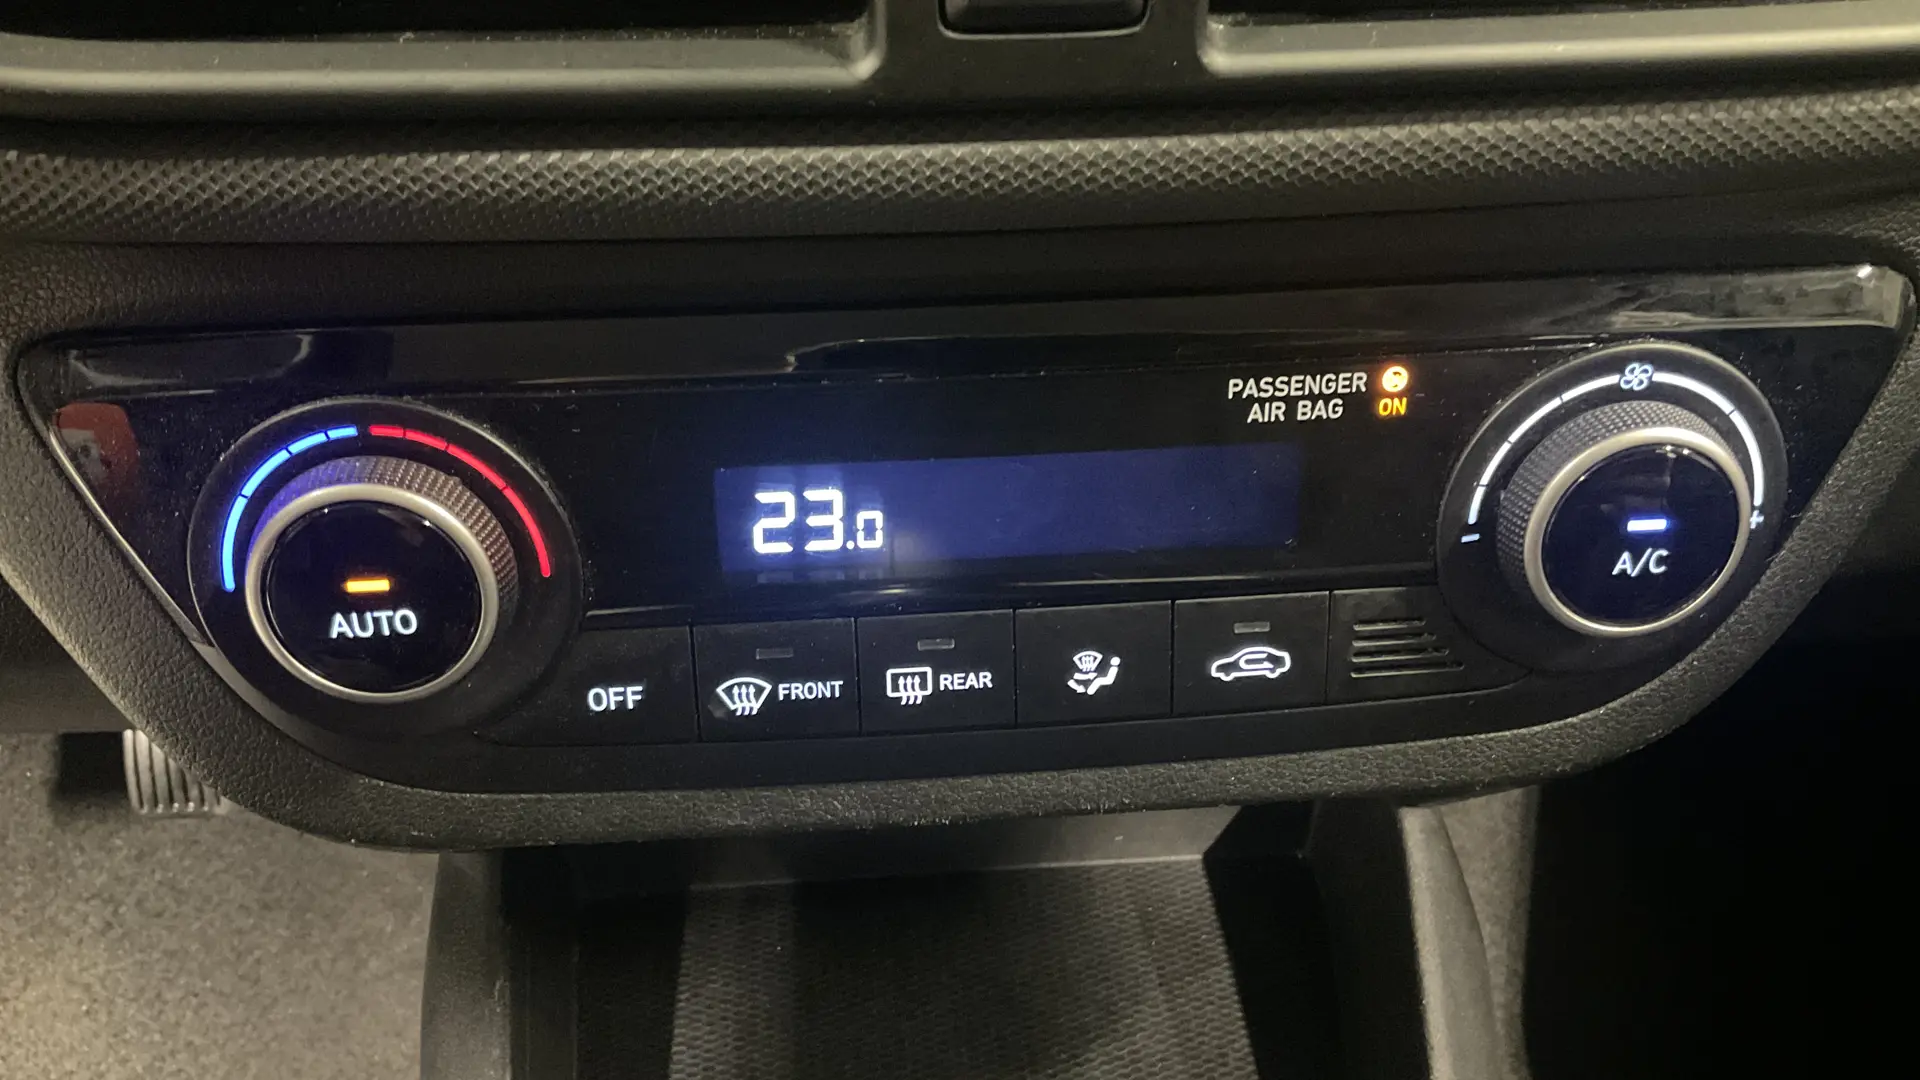 PASSENGER
AIR BAG
ON
23.0
AUTO
- +
A/C
OFF
FRONT
REAR